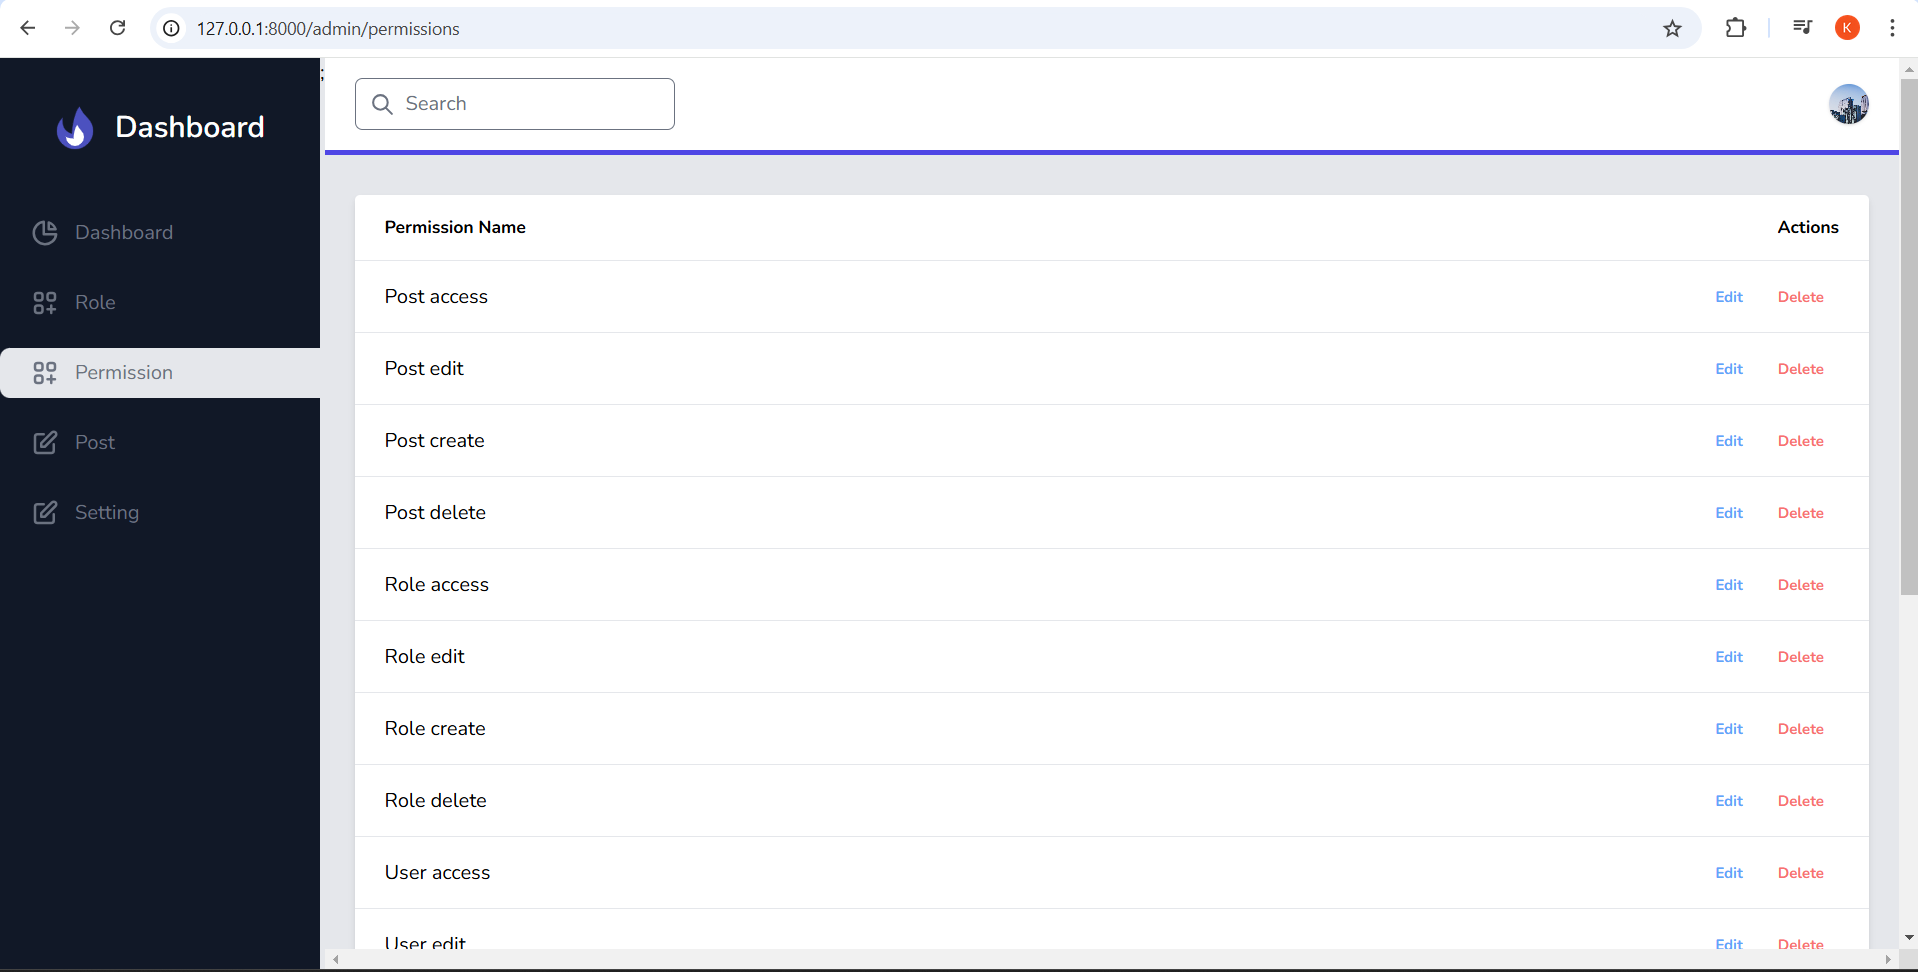 127.0.0.1:8000/admin/permissions
K
;
Dashboard
Search
Dashboard
Role
Permission
Post
Setting
Permission Name Actions
Post access Edit Delete
Post edit Edit Delete
Post create Edit Delete
Post delete Edit Delete
Role access Edit Delete
Role edit Edit Delete
Role create Edit Delete
Role delete Edit Delete
User access Edit Delete
User edit Edit Delete